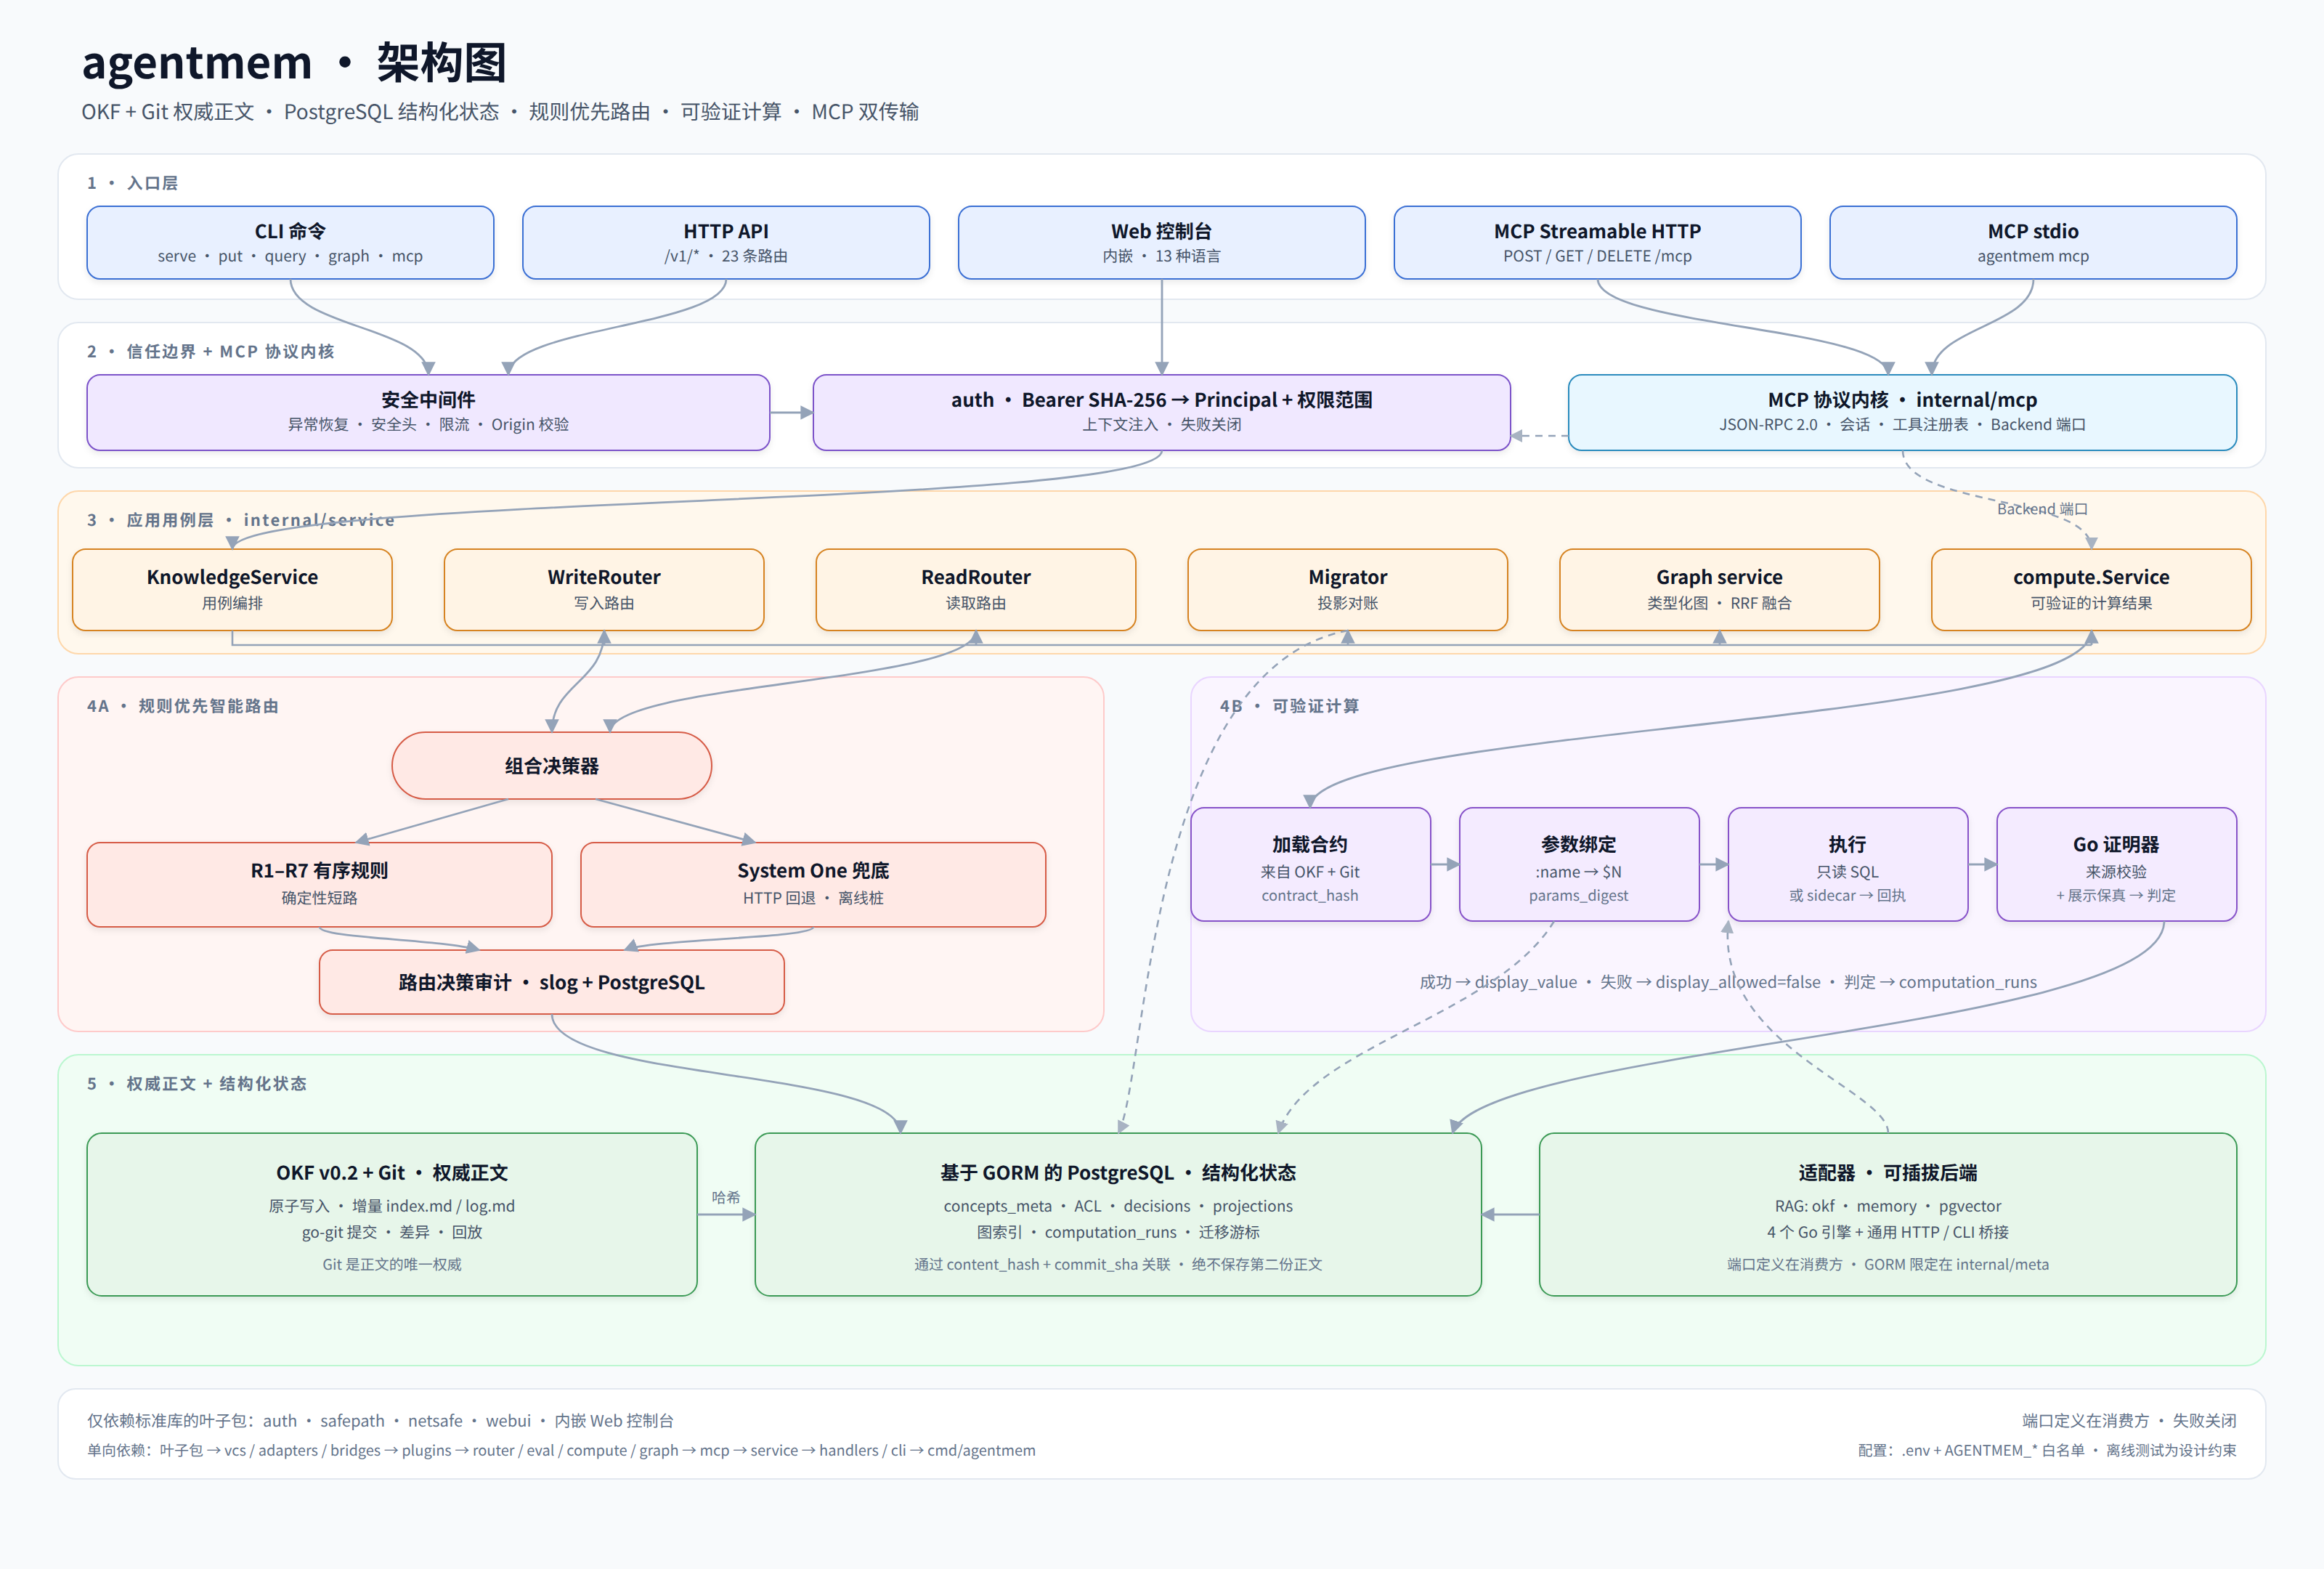 agentmem · 架构图
OKF + Git 权威正文 · PostgreSQL 结构化状态 · 规则优先路由 · 可验证计算 · MCP 双传输
1 · 入口层
CLI 命令
serve · put · query · graph · mcp
HTTP API
/v1/* · 23 条路由
Web 控制台
内嵌 · 13 种语言
MCP Streamable HTTP
POST / GET / DELETE /mcp
MCP stdio
agentmem mcp
2 · 信任边界 + MCP 协议内核
安全中间件
异常恢复 · 安全头 · 限流 · Origin 校验
auth · Bearer SHA-256 → Principal + 权限范围
上下文注入 · 失败关闭
MCP 协议内核 · internal/mcp
JSON-RPC 2.0 · 会话 · 工具注册表 · Backend 端口
3 · 应用用例层 · internal/service
Backend 端口
KnowledgeService
用例编排
WriteRouter
写入路由
ReadRouter
读取路由
Migrator
投影对账
Graph service
类型化图 · RRF 融合
compute.Service
可验证的计算结果
4A · 规则优先智能路由
组合决策器
R1–R7 有序规则
确定性短路
System One 兜底
HTTP 回退 · 离线桩
路由决策审计 · slog + PostgreSQL
4B · 可验证计算
加载合约
来自 OKF + Git
contract_hash
参数绑定
:name → $N
params_digest
执行
只读 SQL
或 sidecar → 回执
Go 证明器
来源校验
+ 展示保真 → 判定
成功 → display_value · 失败 → display_allowed=false · 判定 → computation_runs
5 · 权威正文 + 结构化状态
OKF v0.2 + Git · 权威正文
原子写入 · 增量 index.md / log.md
go-git 提交 · 差异 · 回放
Git 是正文的唯一权威
哈希
基于 GORM 的 PostgreSQL · 结构化状态
concepts_meta · ACL · decisions · projections
图索引 · computation_runs · 迁移游标
通过 content_hash + commit_sha 关联 · 绝不保存第二份正文
适配器 · 可插拔后端
RAG: okf · memory · pgvector
4 个 Go 引擎 + 通用 HTTP / CLI 桥接
端口定义在消费方 · GORM 限定在 internal/meta
仅依赖标准库的叶子包：auth · safepath · netsafe · webui · 内嵌 Web 控制台
端口定义在消费方 · 失败关闭
单向依赖：叶子包 → vcs / adapters / bridges → plugins → router / eval / compute / graph → mcp → service → handlers / cli → cmd/agentmem
配置：.env + AGENTMEM_* 白名单 · 离线测试为设计约束